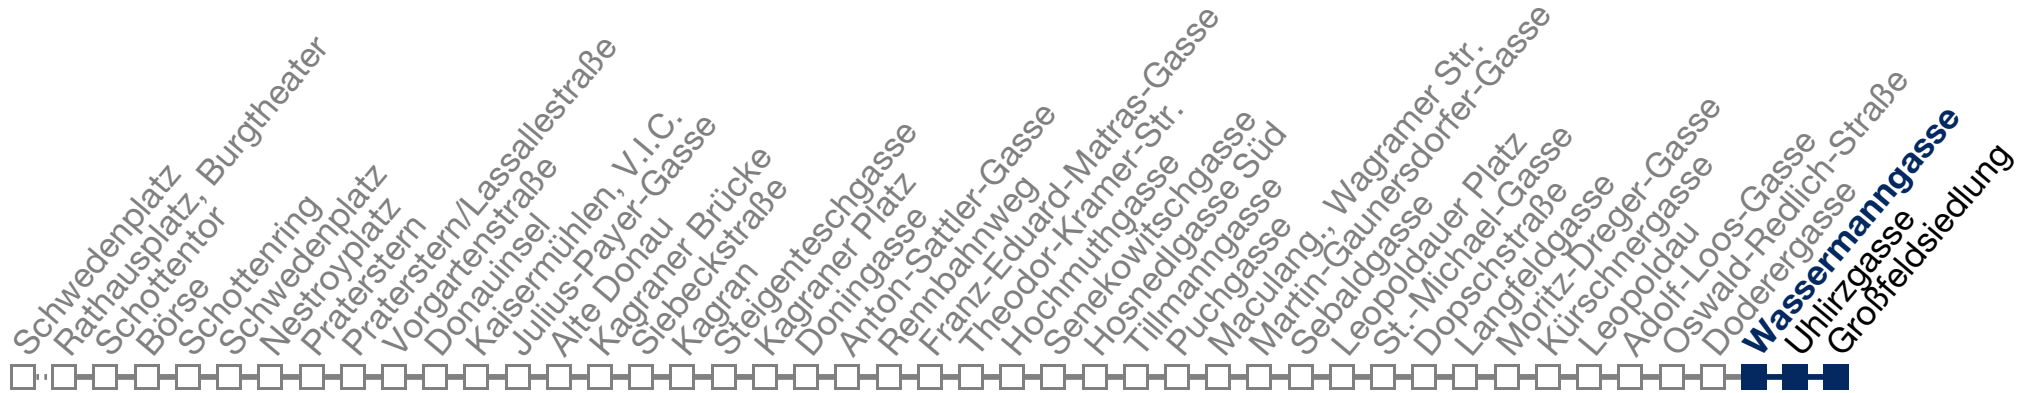 Schwedenplatz
Rathausplatz, Burgtheater
Schottentor
Börse
Schottenring
Schwedenplatz
Nestroyplatz
Praterstern
Praterstern/Lassallestraße
Vorgartenstraße
Donauinsel
Kaisermühlen, V.I.C.
Julius-Payer-Gasse
Alte Donau
Kagraner Brücke
Siebeckstraße
Kagran
Steigenteschgasse
Kagraner Platz
Doningasse
Anton-Sattler-Gasse
Rennbahnweg
Franz-Eduard-Matras-Gasse
Theodor-Kramer-Str.
Hochmuthgasse
Senekowitschgasse
Hosnedlgasse Süd
Tillmanngasse
Puchgasse
Maculang., Wagramer Str.
Martin-Gaunersdorfer-Gasse
Sebaldgasse
Leopoldauer Platz
St.-Michael-Gasse
Dopschstraße
Langfeldgasse
Moritz-Dreger-Gasse
Kürschnergasse
Leopoldau
Adolf-Loos-Gasse
Oswald-Redlich-Straße
Doderergasse
Wassermanngasse
Uhlirzgasse
Großfeldsiedlung